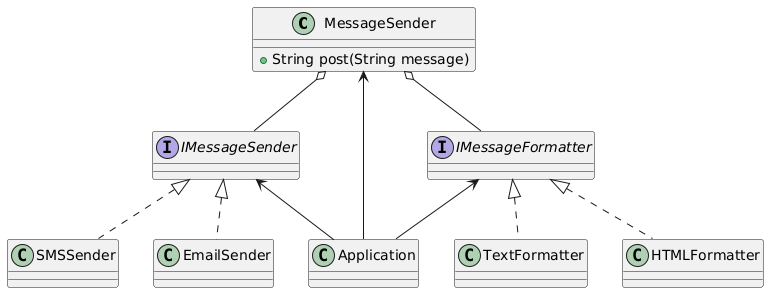 C MessageSender
String post(String message)
I IMessageSender
I IMessageFormatter
C SMSSender
C EmailSender
C Application
C TextFormatter
C HTMLFormatter